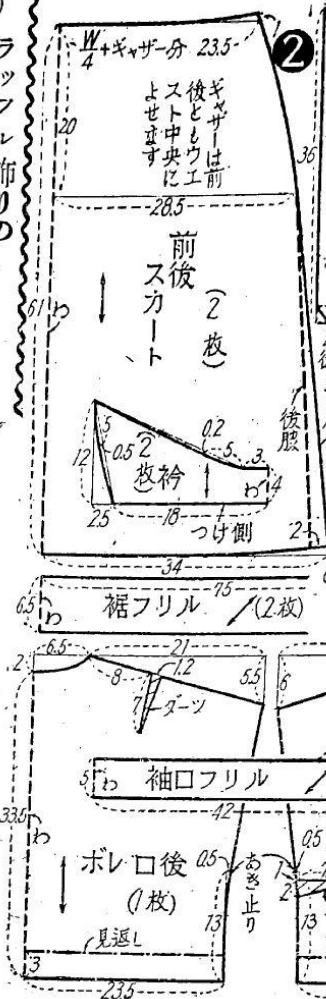 ラッフル飾りの
❷
W/4+ギャザー分 23.5
ギャザーは前
後ともウエ
スト中央に
よせます
20
36
28.5
前後
スカート
(2枚)
61
わ
後脇
5
0.5
12
衿
(2枚)
0.2
5
3
わ
4
2.5
18
つけ側
2
34
75
6.5
わ
裾フリル
(2枚)
2
6.5
21
8
1.2
7
ダーツ
5.5
6
5
わ
袖口フリル
42
33.5
わ
ボレロ後
(1枚)
0.5
あき止り
0.5
1
2
13
13
見返し
3
23.5